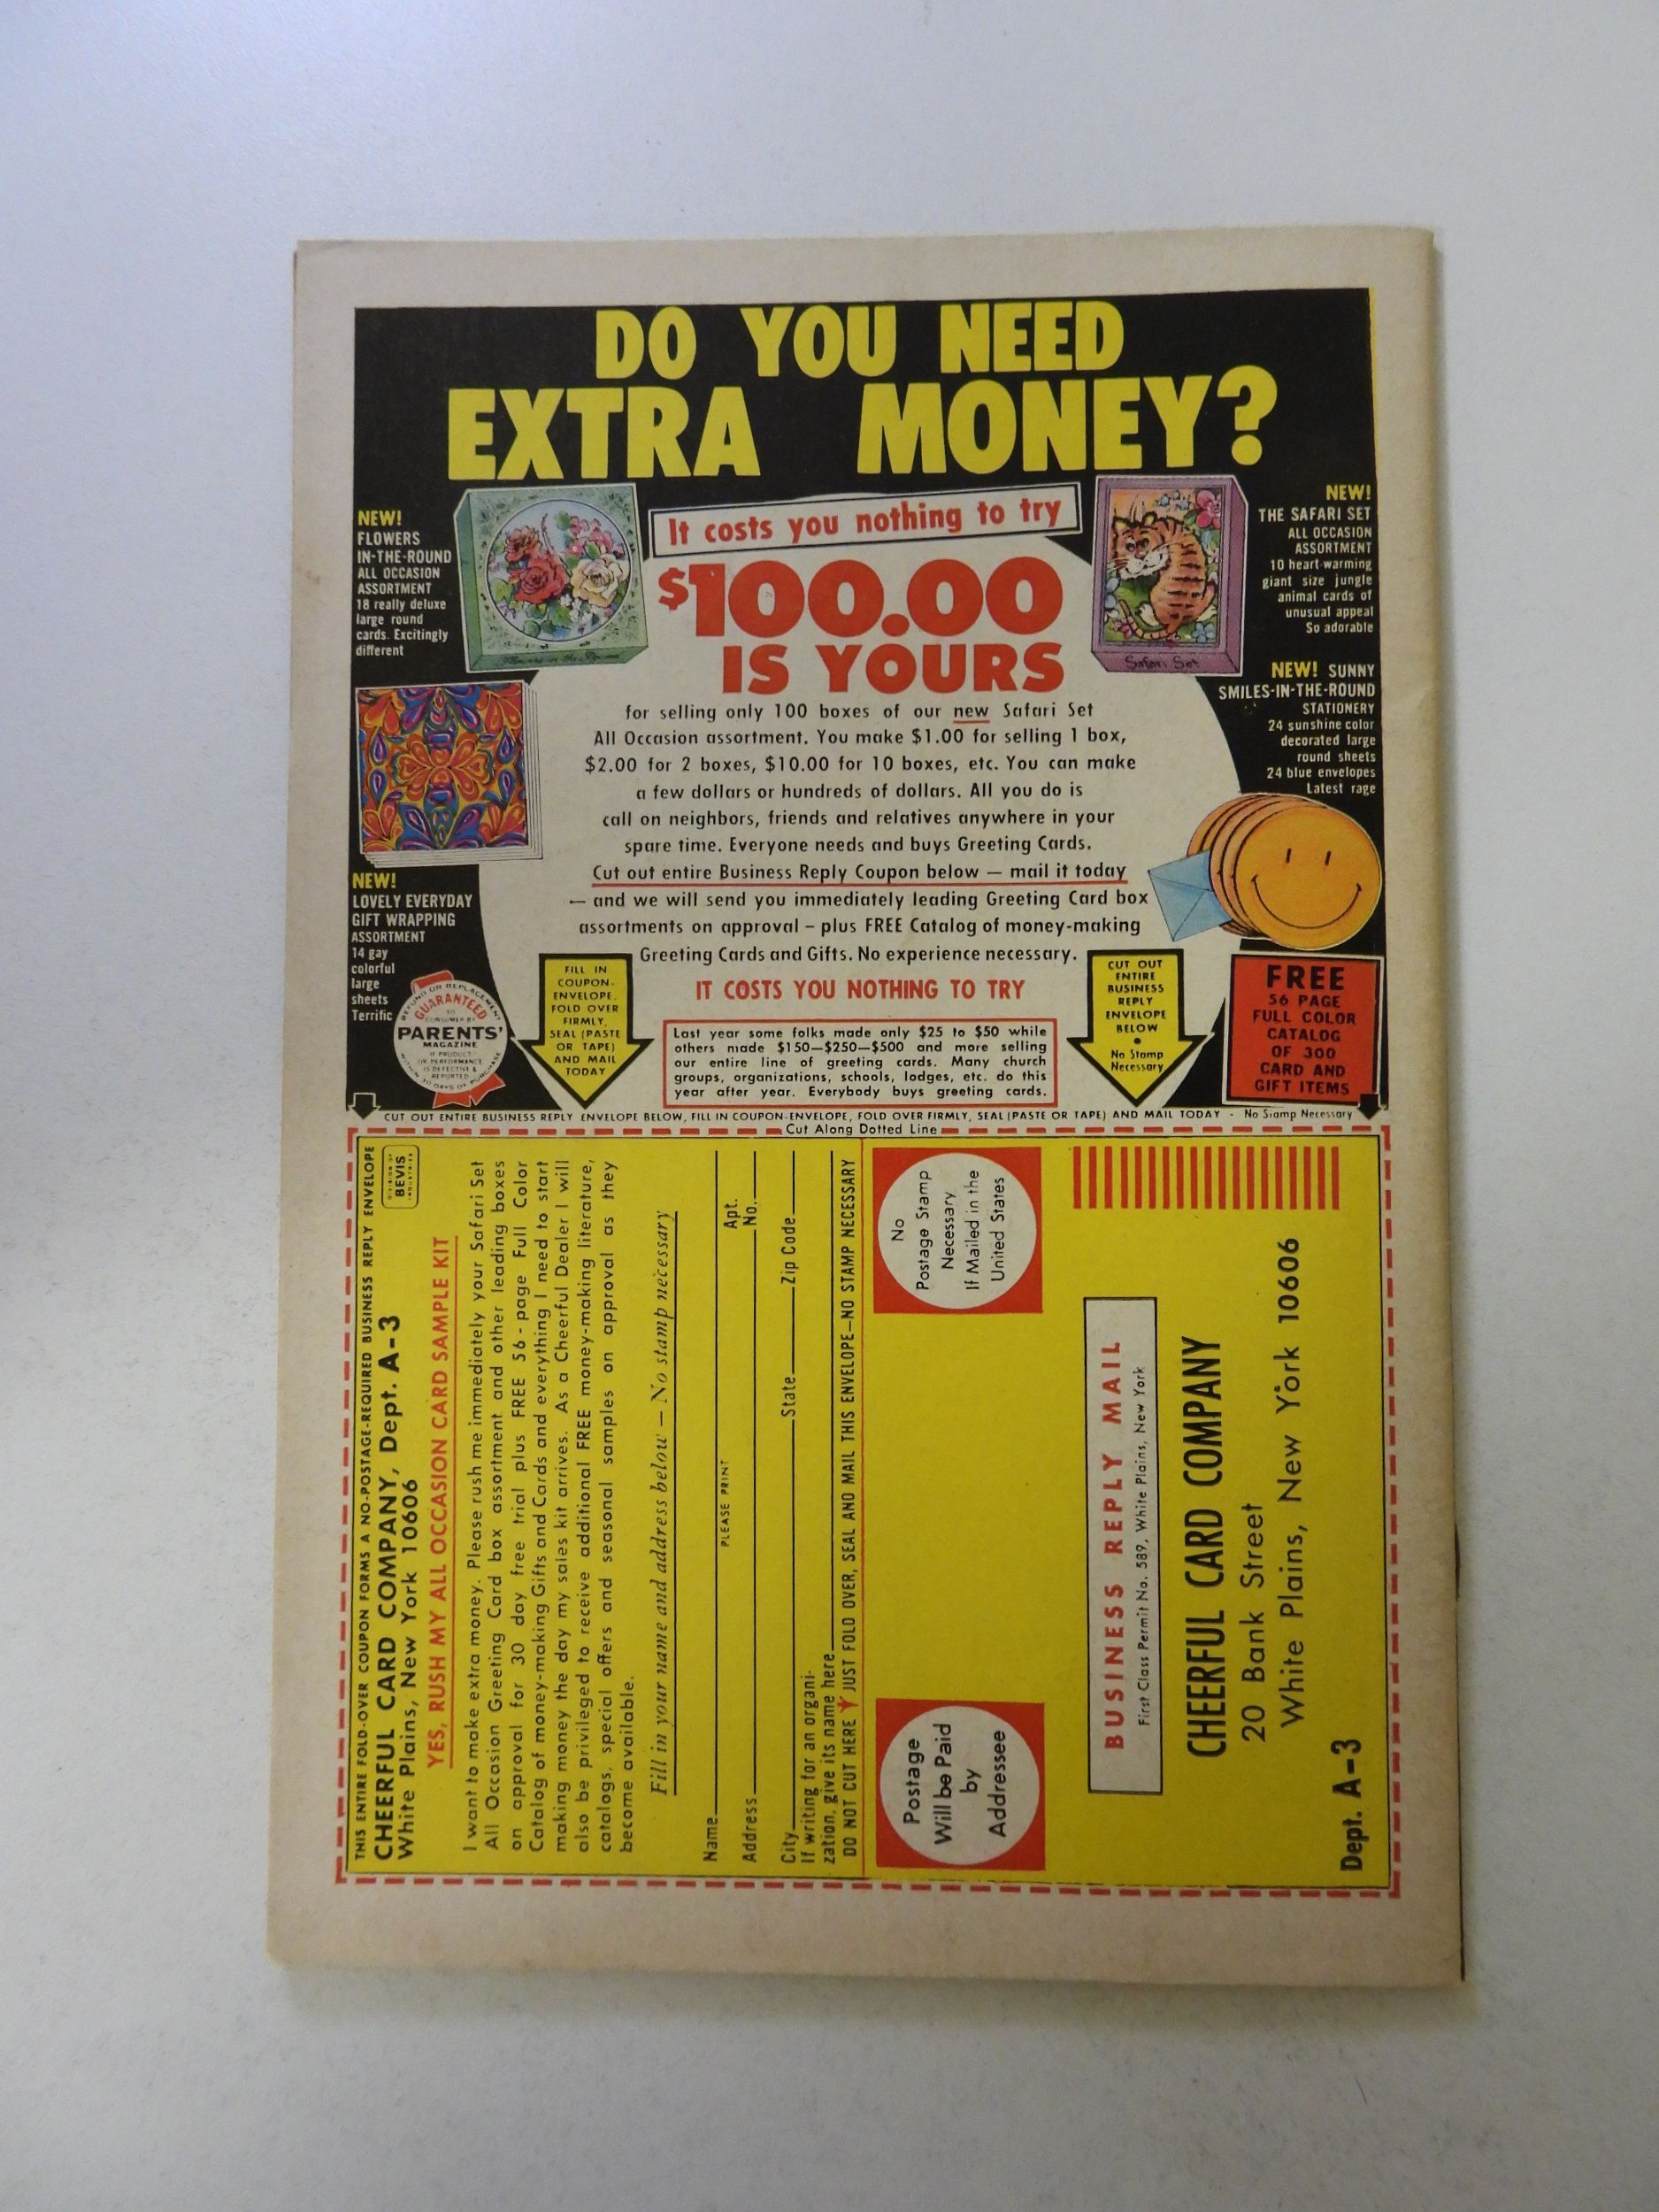 DO YOU NEED
EXTRA MONEY?
NEW!
FLOWERS
IN-THE-ROUND
ALL OCCASION
ASSORTMENT
18 really deluxe
large round
cards. Excitingly
different
It costs you nothing to try
$100.00
IS YOURS
Safari Set
NEW!
THE SAFARI SET
ALL OCCASION
ASSORTMENT
10 heart-warming
giant size jungle
animal cards of
unusual appeal
So adorable
NEW! SUNNY
SMILES-IN-THE-ROUND
STATIONERY
24 sunshine color
decorated large
round sheets
24 blue envelopes
Latest rage
for selling only 100 boxes of our new Safari Set
All Occasion assortment. You make $1.00 for selling 1 box,
$2.00 for 2 boxes, $10.00 for 10 boxes, etc. You can make
a few dollars or hundreds of dollars. All you do is
call on neighbors, friends and relatives anywhere in your
spare time. Everyone needs and buys Greeting Cards.
Cut out entire Business Reply Coupon below — mail it today
— and we will send you immediately leading Greeting Card box
assortments on approval – plus FREE Catalog of money-making
Greeting Cards and Gifts. No experience necessary.
IT COSTS YOU NOTHING TO TRY
NEW!
LOVELY EVERYDAY
GIFT WRAPPING
ASSORTMENT
14 gay
colorful
large
sheets
Terrific
REFUND OR REPLACEMENT
GUARANTEED
TO
CONSUMER BY
PARENTS'
MAGAZINE
IF PRODUCT
OR PERFORMANCE
IS DEFECTIVE &
REPORTED
WITHIN 30 DAYS OF PURCHASE
FILL IN
COUPON-
ENVELOPE,
FOLD OVER
FIRMLY,
SEAL (PASTE
OR TAPE)
AND MAIL
TODAY
Last year some folks made only $25 to $50 while
others made $150—$250—$500 and more selling
our entire line of greeting cards. Many church
groups, organizations, schools, lodges, etc. do this
year after year. Everybody buys greeting cards.
CUT OUT
ENTIRE
BUSINESS
REPLY
ENVELOPE
BELOW
•
No Stamp
Necessary
FREE
56 PAGE
FULL COLOR
CATALOG
OF 300
CARD AND
GIFT ITEMS
CUT OUT ENTIRE BUSINESS REPLY ENVELOPE BELOW, FILL IN COUPON-ENVELOPE, FOLD OVER FIRMLY, SEAL (PASTE OR TAPE) AND MAIL TODAY - No Stamp Necessary
Cut Along Dotted Line
THIS ENTIRE FOLD-OVER COUPON FORMS A NO-POSTAGE-REQUIRED BUSINESS REPLY ENVELOPE
CHEERFUL CARD COMPANY, Dept. A-3
White Plains, New York 10606
DIVISION OF
BEVIS
INDUSTRIES
YES, RUSH MY ALL OCCASION CARD SAMPLE KIT
I want to make extra money. Please rush me immediately your Safari Set
All Occasion Greeting Card box assortment and other leading boxes
on approval for 30 day free trial plus FREE 56-page Full Color
Catalog of money-making Gifts and Cards and everything I need to start
making money the day my sales kit arrives. As a Cheerful Dealer I will
also be privileged to receive additional FREE money-making literature,
catalogs, special offers and seasonal samples on approval as they
become available.
Fill in your name and address below — No stamp necessary
Name
PLEASE PRINT
Address Apt. No.
City State Zip Code
If writing for an organi-
zation, give its name here
DO NOT CUT HERE JUST FOLD OVER, SEAL AND MAIL THIS ENVELOPE—NO STAMP NECESSARY
Postage
Will be Paid
by
Addressee
No
Postage Stamp
Necessary
If Mailed in the
United States
BUSINESS REPLY MAIL
First Class Permit No. 589, White Plains, New York
CHEERFUL CARD COMPANY
20 Bank Street
White Plains, New York 10606
Dept. A-3